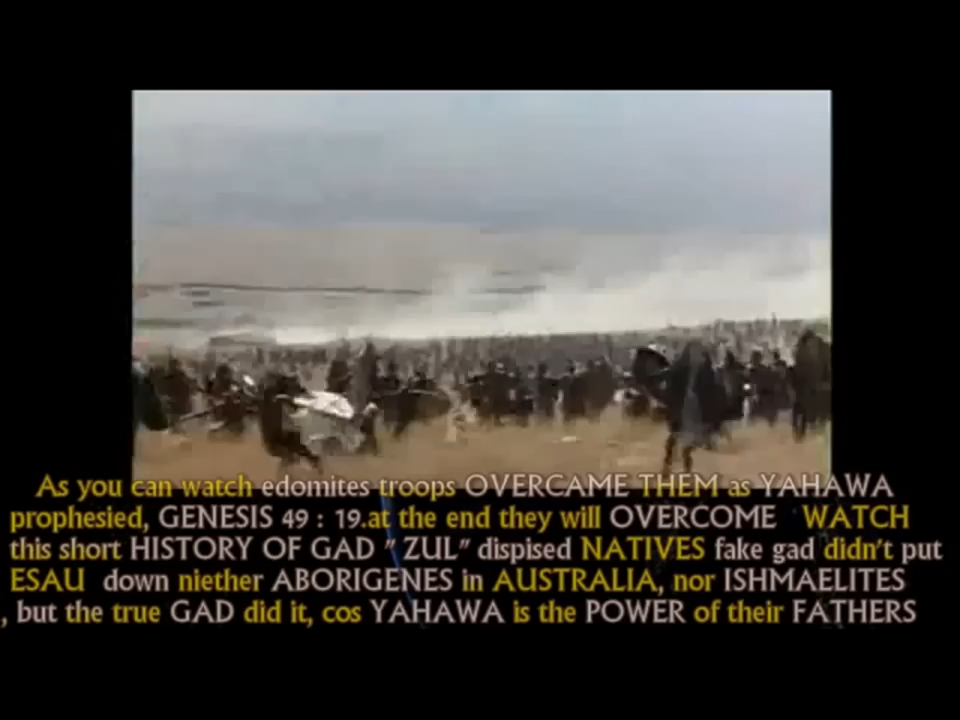 As you can watch edomites troops OVERCAME THEM as YAHAWA
prophesied, GENESIS 49 : 19.at the end they will OVERCOME WATCH
this short HISTORY OF GAD " ZUL" dispised NATIVES fake gad didn't put
ESAU down niether ABORIGENES in AUSTRALIA, nor ISHMAELITES
, but the true GAD did it, cos YAHAWA is the POWER of their FATHERS